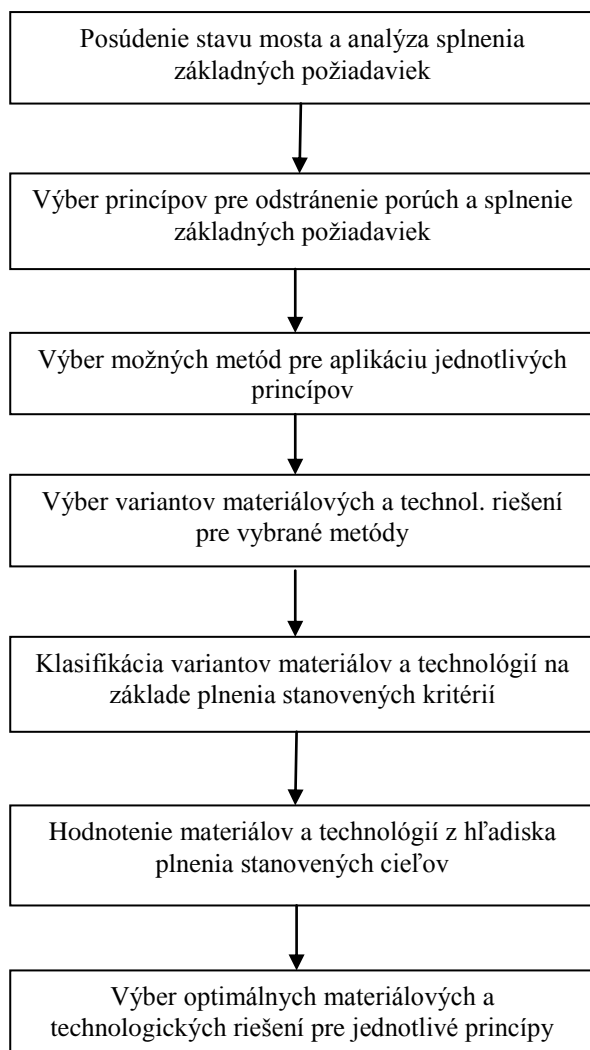 Posúdenie stavu mosta a analýza splnenia
základných požiadaviek
Výber princípov pre odstránenie porúch a splnenie
základných požiadaviek
Výber možných metód pre aplikáciu jednotlivých
princípov
Výber variantov materiálových a technol. riešení
pre vybrané metódy
Klasifikácia variantov materiálov a technológií na
základe plnenia stanovených kritérií
Hodnotenie materiálov a technológií z hľadiska
plnenia stanovených cieľov
Výber optimálnych materiálových a
technologických riešení pre jednotlivé princípy